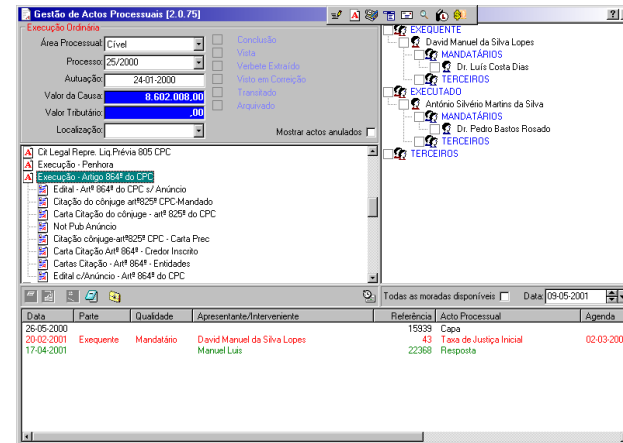 Gestão de Actos Processuais [2.0.75]
Execução Ordinária
Área Processual: Cível
Processo: 25/2000
Autuação: 24-01-2000
Valor da Causa: 8.602.008,00
Valor Tributário: ,00
Localização:
Conclusão
Vista
Verbete Extraído
Visto em Correição
Transitado
Arquivado
Mostrar actos anulados
EXEQUENTE
David Manuel da Silva Lopes
MANDATÁRIOS
Dr. Luís Costa Dias
TERCEIROS
EXECUTADO
António Silvério Martins da Silva
MANDATÁRIOS
Dr. Pedro Bastos Rosado
TERCEIROS
TERCEIROS
Cit Legal Repre. Liq.Prévia 805 CPC
Execução - Penhora
Execução - Artigo 864º do CPC
Edital - Artº 864º do CPC s/ Anúncio
Citação do cônjuge artº825º CPC-Mandado
Carta Citação do cônjuge - artº 825º do CPC
Not Pub Anúncio
Citação cônjuge-artº825º CPC - Carta Prec
Carta Citação Artº 864º - Credor Inscrito
Cartas Citação - Artº 864º - Entidades
Edital c/Anúncio - Artº 864º do CPC
Todas as moradas disponíveis Data: 09-05-2001
Data Parte Qualidade Apresentante/Interveniente Referência Acto Processual Agenda
26-05-2000 15939 Capa
20-02-2001 Exequente Mandatário David Manuel da Silva Lopes 43 Taxa de Justiça Inicial 02-03-200
17-04-2001 Manuel Luis 22368 Resposta